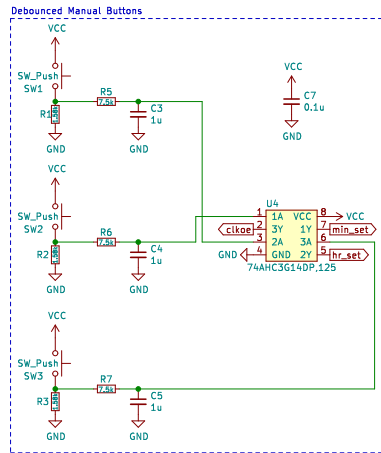 Debounced Manual Buttons
VCC
SW_Push
SW1
R1
GND
R5
7.5k
C3
1u
GND
VCC
C7
0.1u
GND
VCC
SW_Push
SW2
R2
GND
R6
7.5k
C4
1u
GND
U4
1 1A VCC 8 VCC
clkoe 2 3Y 1Y 7 min_set
3 2A 3A 6
GND 4 GND 2Y 5 hr_set
74AHC3G14DP,125
VCC
SW_Push
SW3
R3
GND
R7
7.5k
C5
1u
GND